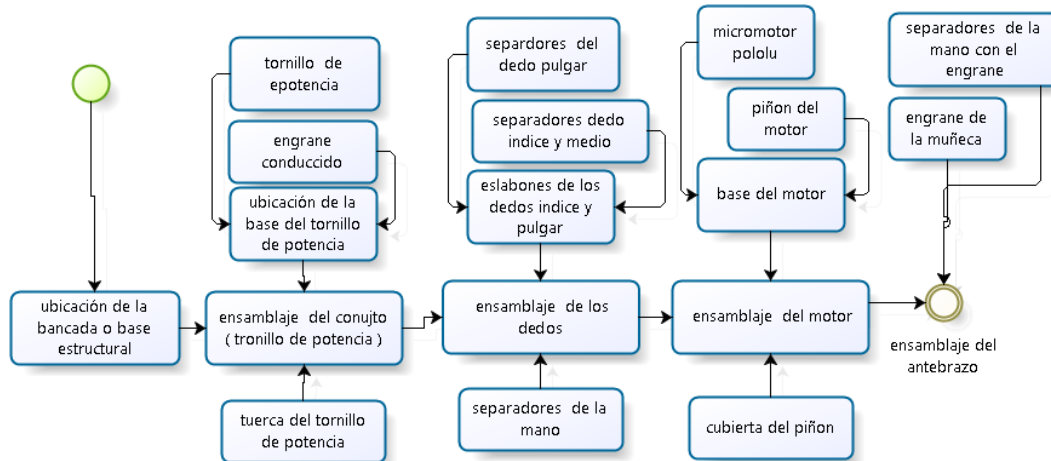 tornillo de
epotencia
engrane
conduccido
ubicación de la
base del tornillo
de potencia
separdores del
dedo pulgar
separadores dedo
indice y medio
eslabones de los
dedos indice y
pulgar
micromotor
pololu
piñon del
motor
base del motor
separadores de la
mano con el
engrane
engrane de
la muñeca
ubicación de la
bancada o base
estructural
ensamblaje del conujto
( tronillo de potencia )
ensamblaje de los
dedos
ensamblaje del motor
ensamblaje del
antebrazo
tuerca del tornillo
de potencia
separadores de la
mano
cubierta del piñon